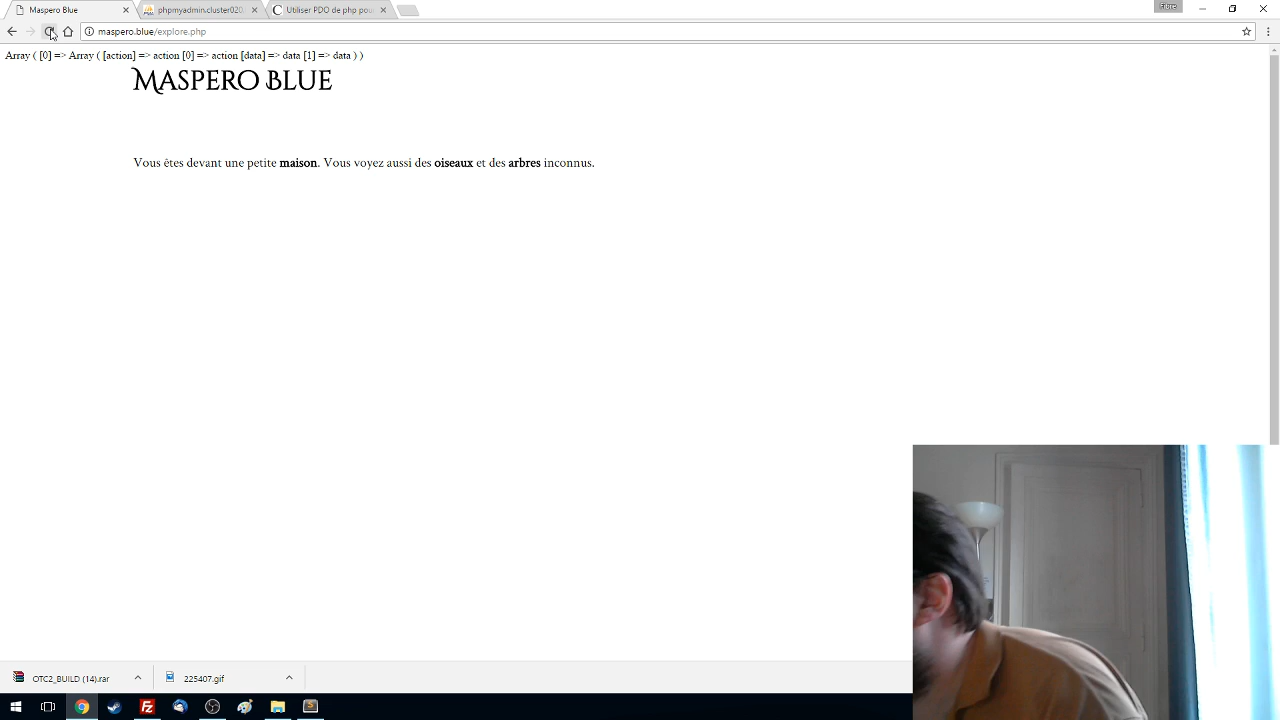 Maspero Blue
phpmyadmin.cluster020.
Utiliser PDO de php pou
maspero.blue/explore.php
Array ( [0] => Array ( [action] => action [0] => action [data] => data [1] => data ) )
Maspero Blue
Vous êtes devant une petite maison. Vous voyez aussi des oiseaux et des arbres inconnus.
OTC2_BUILD (14).rar
225407.gif